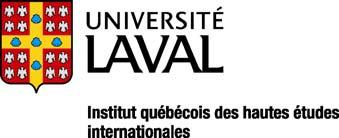 UNIVERSITÉ
LAVAL
Institut québécois des hautes études
internationales